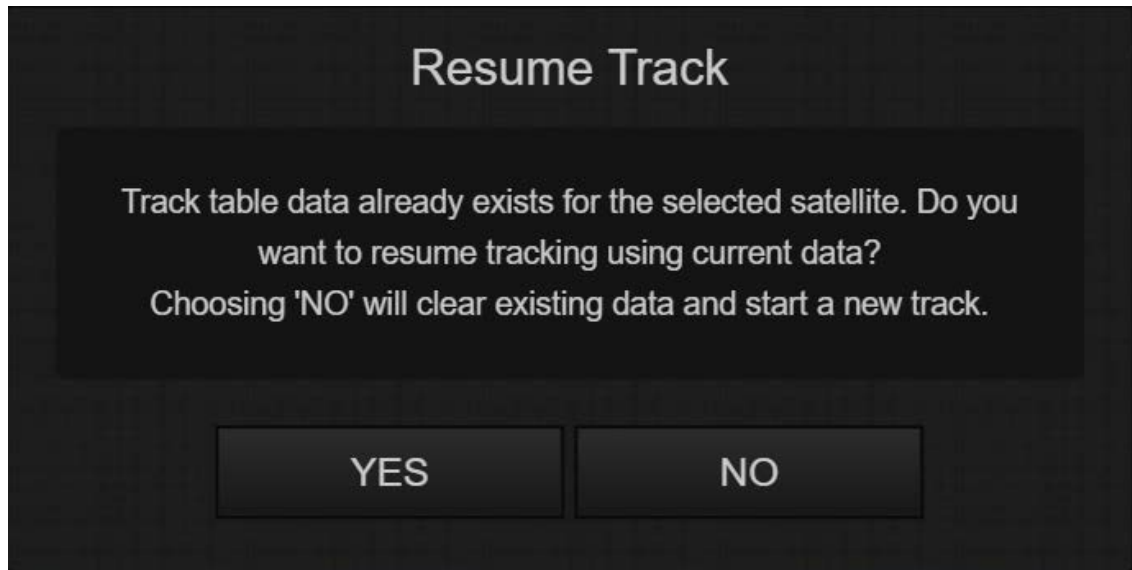 Resume Track
Track table data already exists for the selected satellite. Do you
want to resume tracking using current data?
Choosing 'NO' will clear existing data and start a new track.
YES
NO